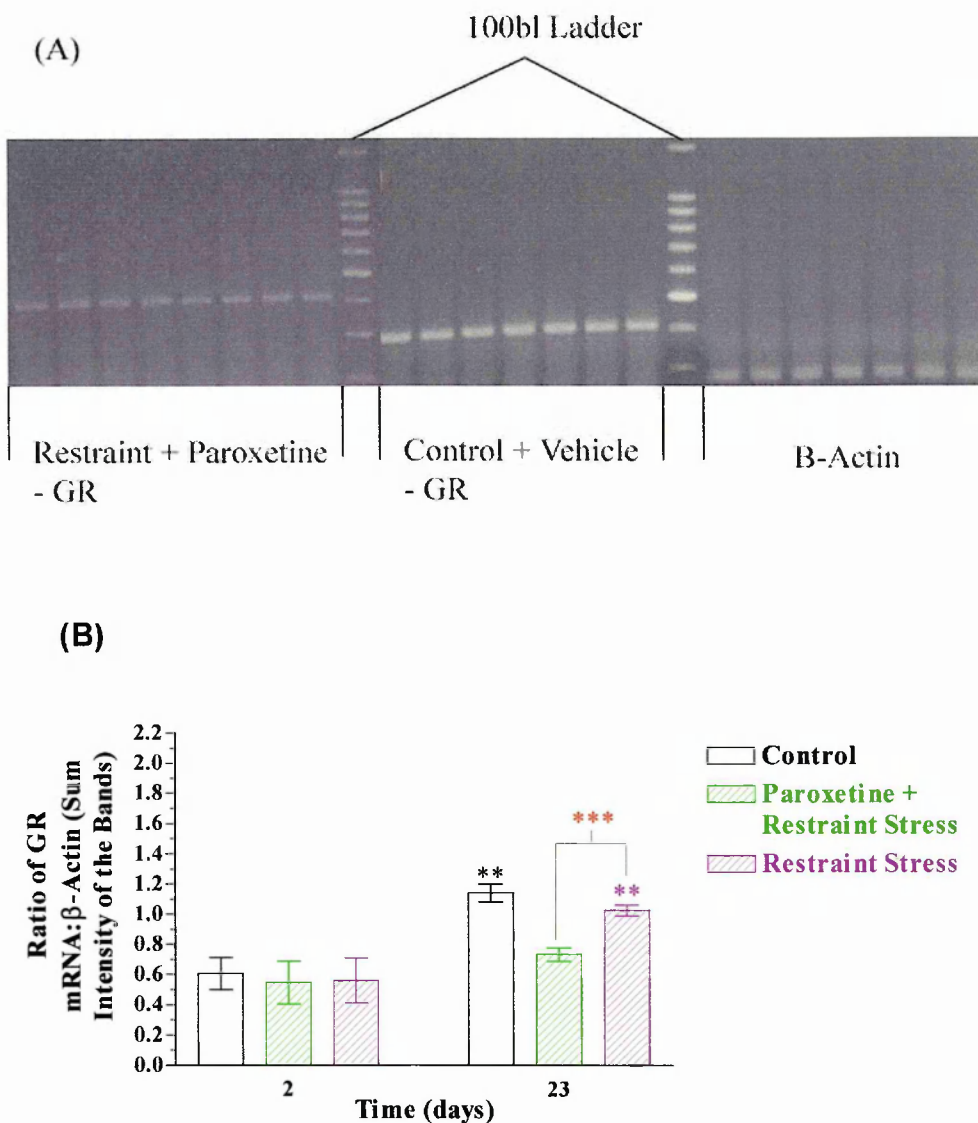 100bl Ladder
(A)
Restraint + Paroxetine
- GR
Control + Vehicle
- GR
B-Actin
(B)
Ratio of GR
mRNA:β-Actin (Sum
Intensity of the Bands)
2.2
2.0
1.8
1.6
1.4
1.2
1.0
0.8
0.6
0.4
0.2
0.0
**
***
**
2
23
Time (days)
Control
Paroxetine +
Restraint Stress
Restraint Stress